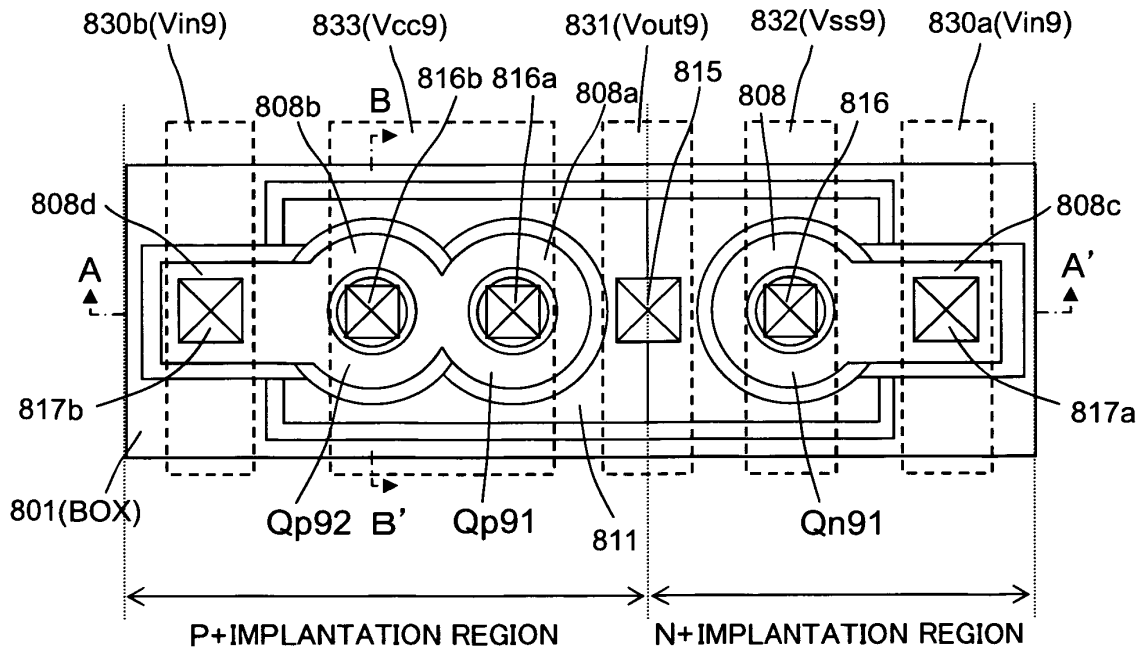 830b(Vin9)
833(Vcc9)
831(Vout9)
832(Vss9)
830a(Vin9)
816b
816a
815
808b
B
808a
808
816
808d
808c
A
A'
817b
817a
801(BOX)
Qp92
B'
Qp91
811
Qn91
P+IMPLANTATION REGION
N+IMPLANTATION REGION